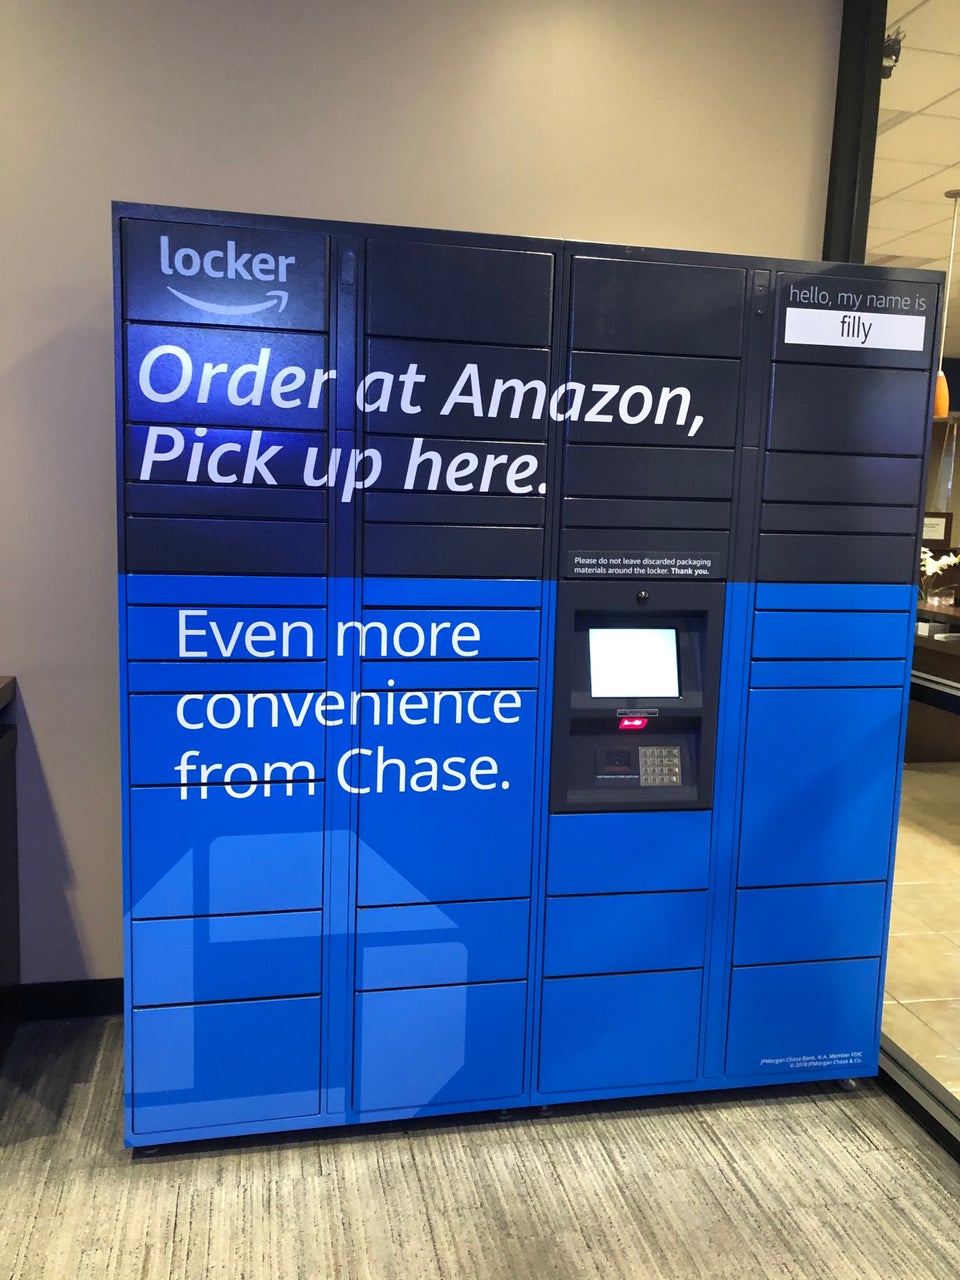 locker
hello, my name is
filly
Order at Amazon,
Pick up here.
Please do not leave discarded packaging
materials around the locker. Thank you.
Even more
convenience
from Chase.
JPMorgan Chase Bank, N.A. Member FDIC
© 2018 JPMorgan Chase & Co.